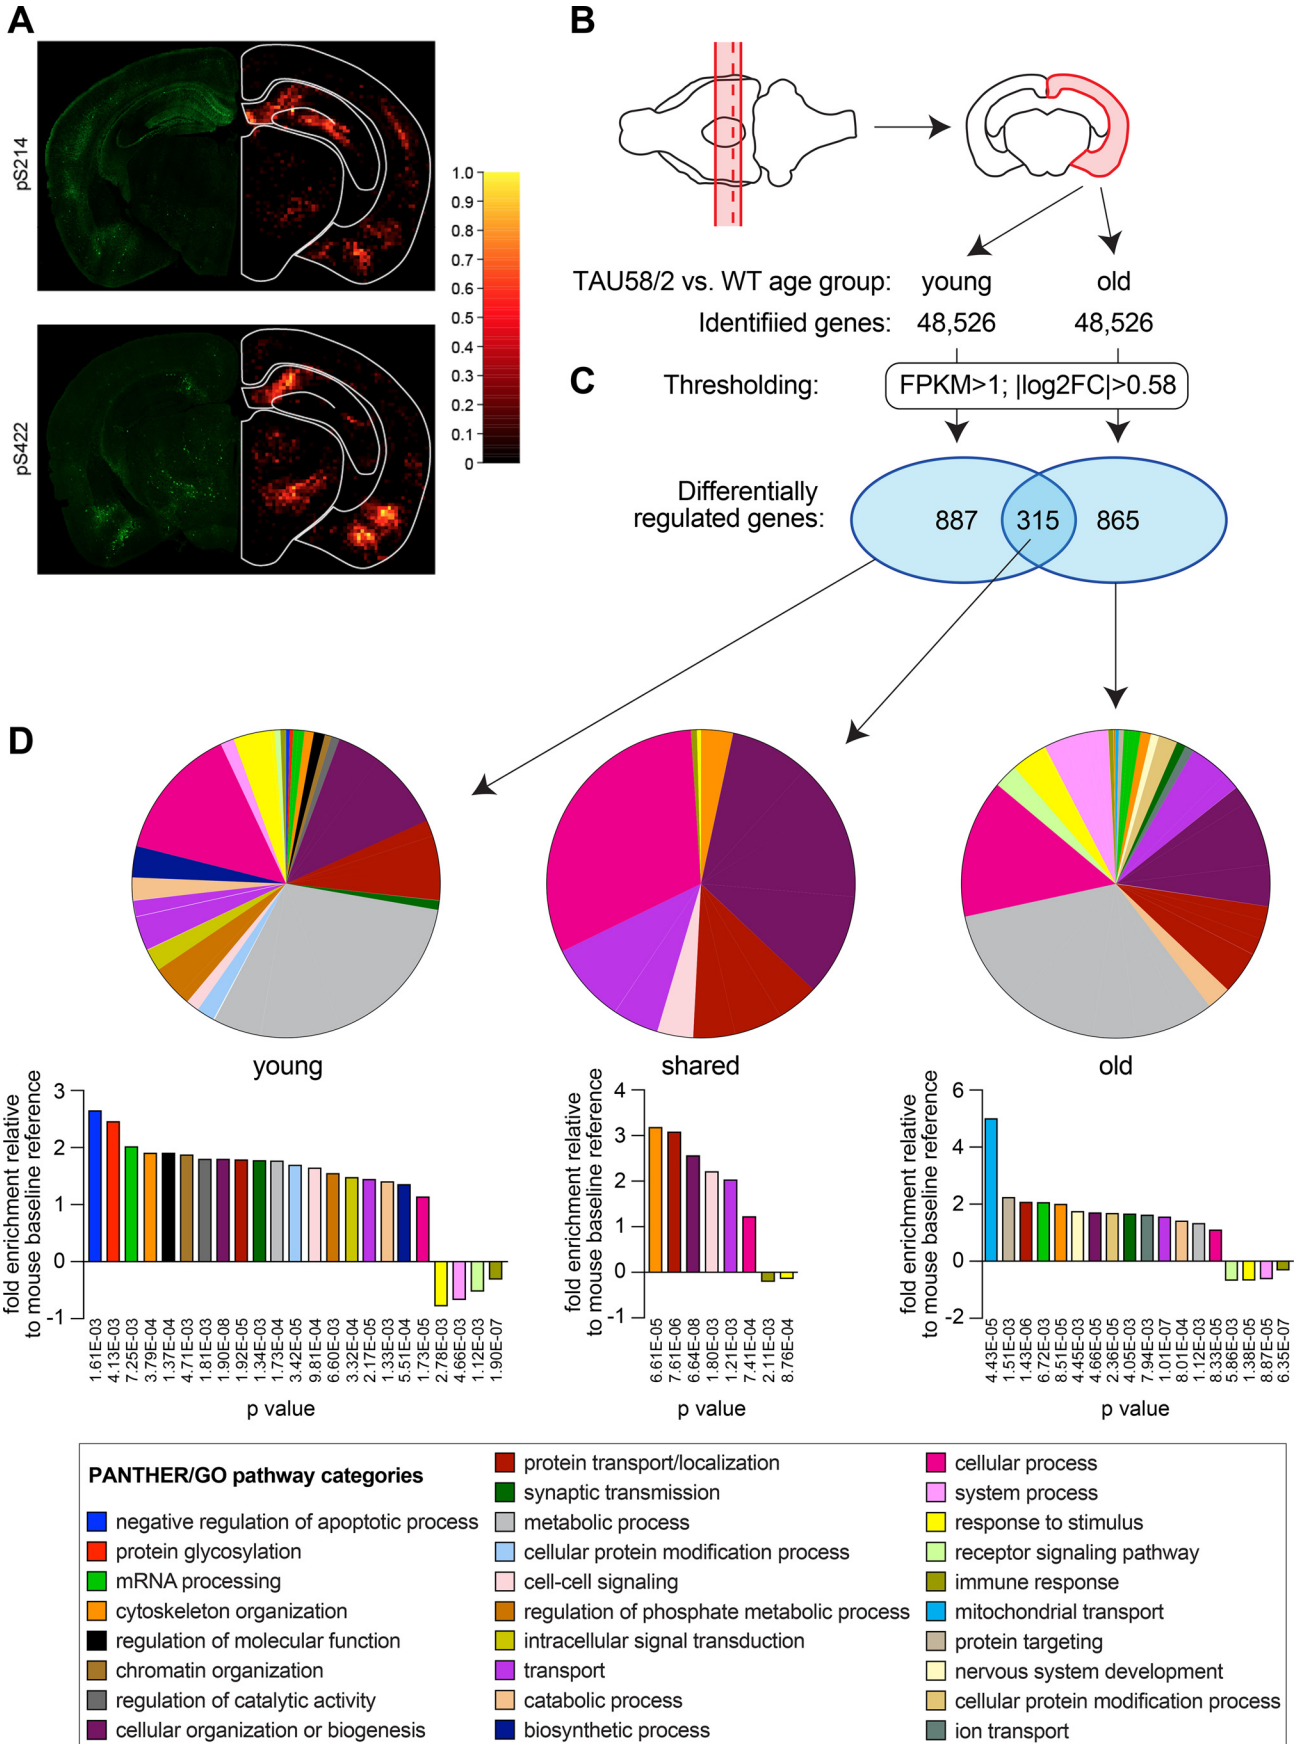 A
pS214
pS422
1.0
0.9
0.8
0.7
0.6
0.5
0.4
0.3
0.2
0.1
0
B
TAU58/2 vs. WT age group: young old
Identifiied genes: 48,526 48,526
C
Thresholding: FPKM>1; |log2FC|>0.58
Differentially
regulated genes:
887 315 865
D
young
shared
old
fold enrichment relative
to mouse baseline reference
3
2
1
0
-1
1.61E-03
4.13E-03
7.25E-03
3.79E-04
1.37E-04
4.71E-03
1.81E-03
1.90E-08
1.92E-05
1.34E-03
1.73E-04
3.42E-05
9.81E-04
6.60E-03
3.32E-04
2.17E-05
1.33E-04
5.51E-04
1.73E-05
2.78E-03
4.66E-03
1.12E-03
1.90E-07
p value
fold enrichment relative
to mouse baseline reference
4
3
2
1
0
-1
6.61E-05
7.61E-06
6.64E-08
1.80E-03
1.21E-03
7.41E-04
2.11E-03
8.76E-04
p value
fold enrichment relative
to mouse baseline reference
6
4
2
0
-2
4.43E-05
1.51E-03
1.43E-06
6.72E-03
8.51E-05
4.45E-03
4.66E-05
2.36E-05
4.05E-03
7.94E-03
1.01E-07
8.01E-04
1.12E-03
8.33E-05
5.86E-03
1.38E-05
8.87E-05
6.35E-07
p value
PANTHER/GO pathway categories
negative regulation of apoptotic process
protein glycosylation
mRNA processing
cytoskeleton organization
regulation of molecular function
chromatin organization
regulation of catalytic activity
cellular organization or biogenesis
protein transport/localization
synaptic transmission
metabolic process
cellular protein modification process
cell-cell signaling
regulation of phosphate metabolic process
intracellular signal transduction
transport
catabolic process
biosynthetic process
cellular process
system process
response to stimulus
receptor signaling pathway
immune response
mitochondrial transport
protein targeting
nervous system development
cellular protein modification process
ion transport